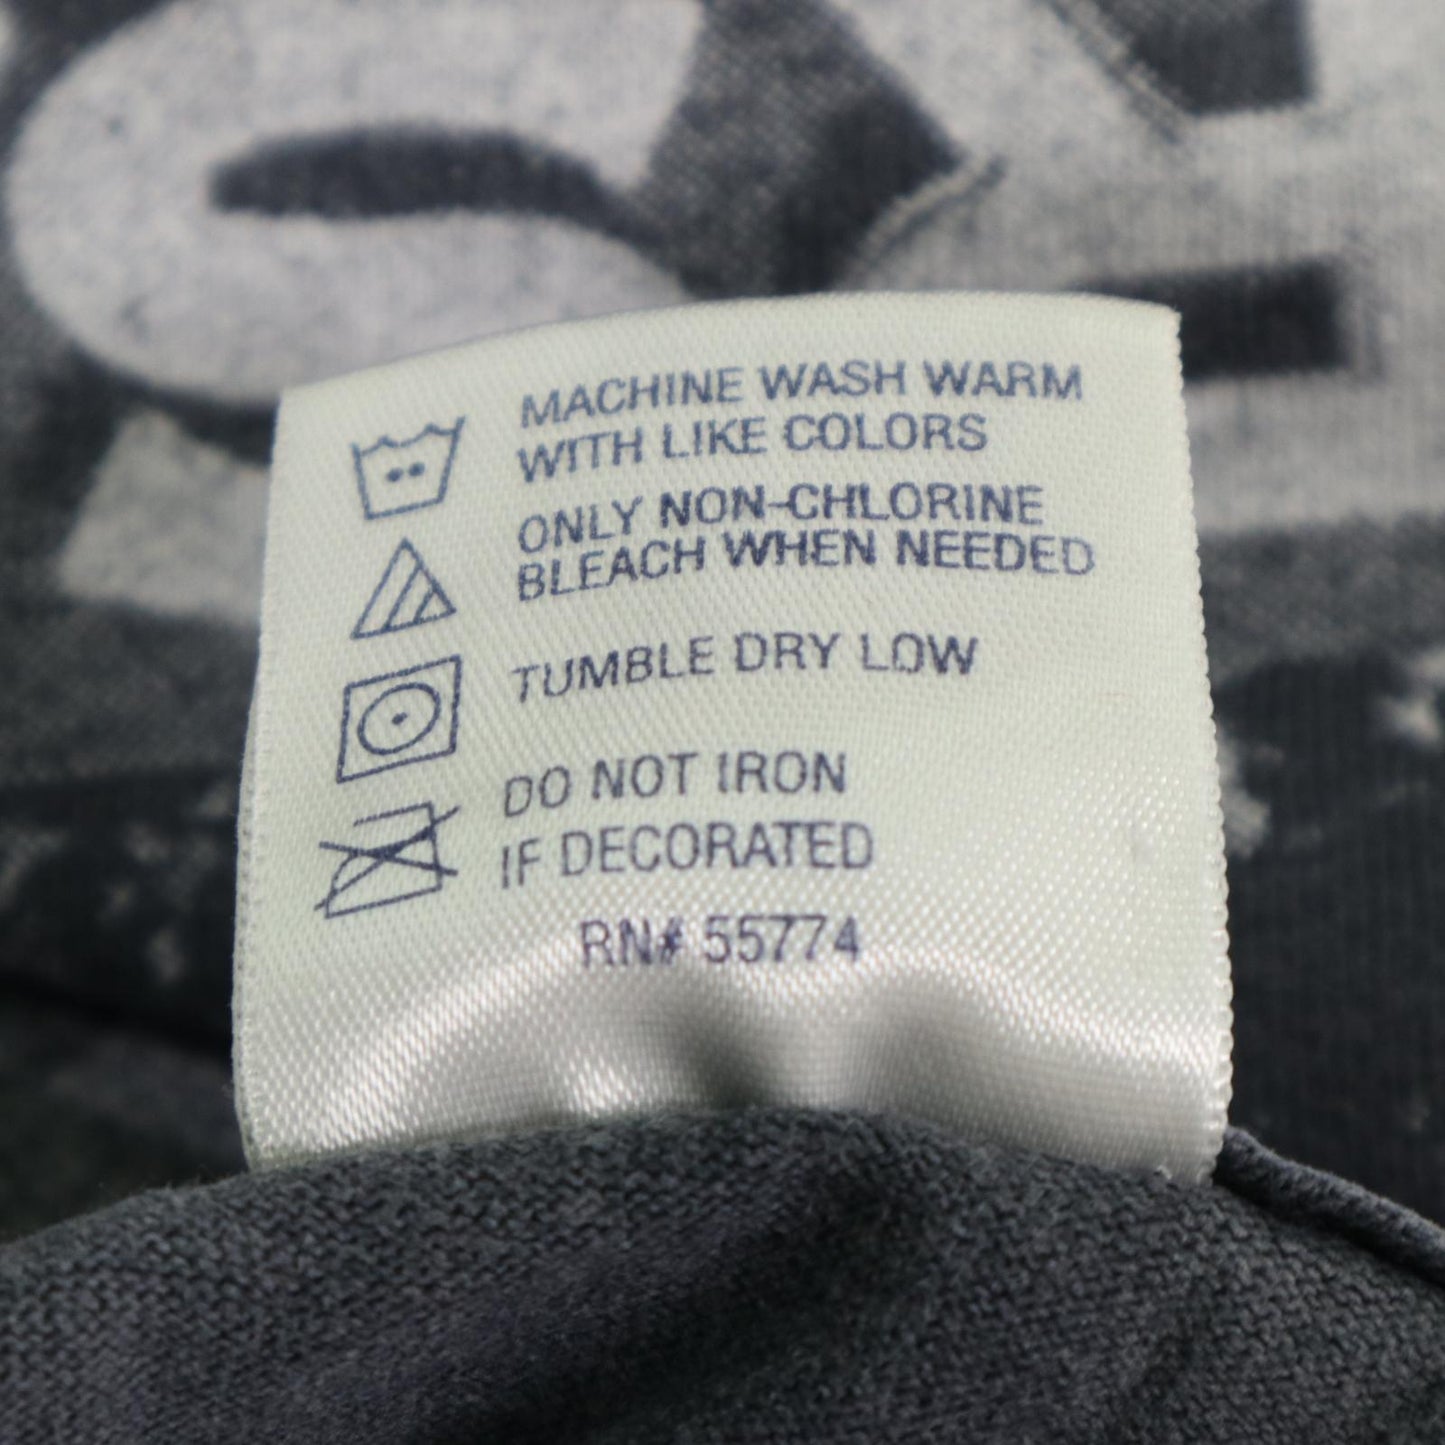 MACHINE WASH WARM
WITH LIKE COLORS
ONLY NON-CHLORINE
BLEACH WHEN NEEDED
TUMBLE DRY LOW
DO NOT IRON
IF DECORATED
RN# 55774